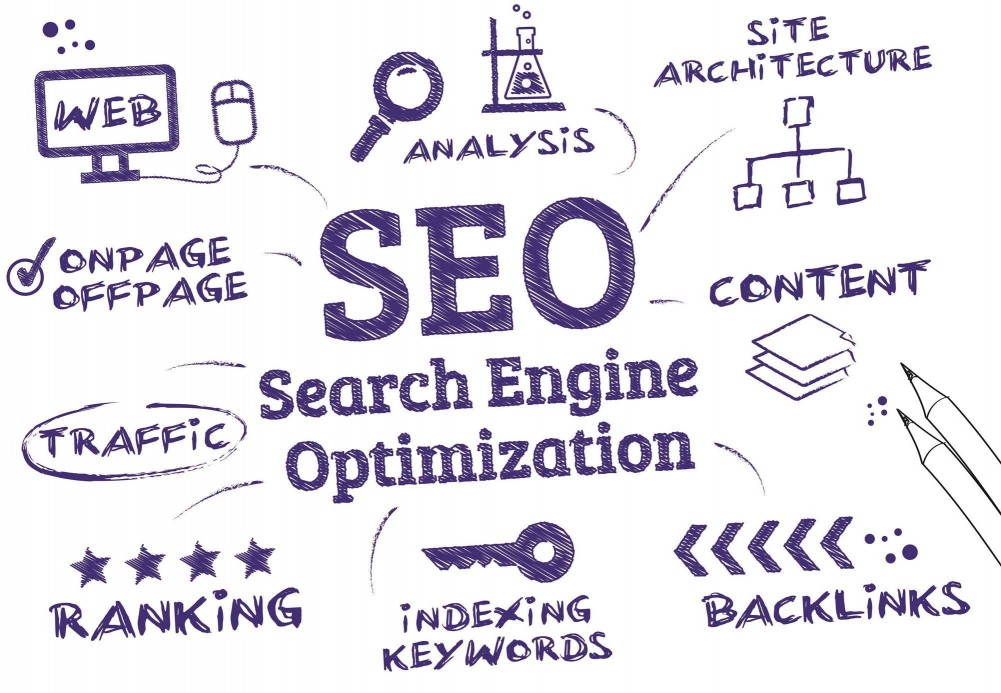 WEB
ANALYSIS
SITE
ARCHITECTURE
ONPAGE
OFFPAGE
SEO
Search Engine
Optimization
CONTENT
TRAFFIC
RANKING
INDEXING
KEYWORDS
BACKLINKS